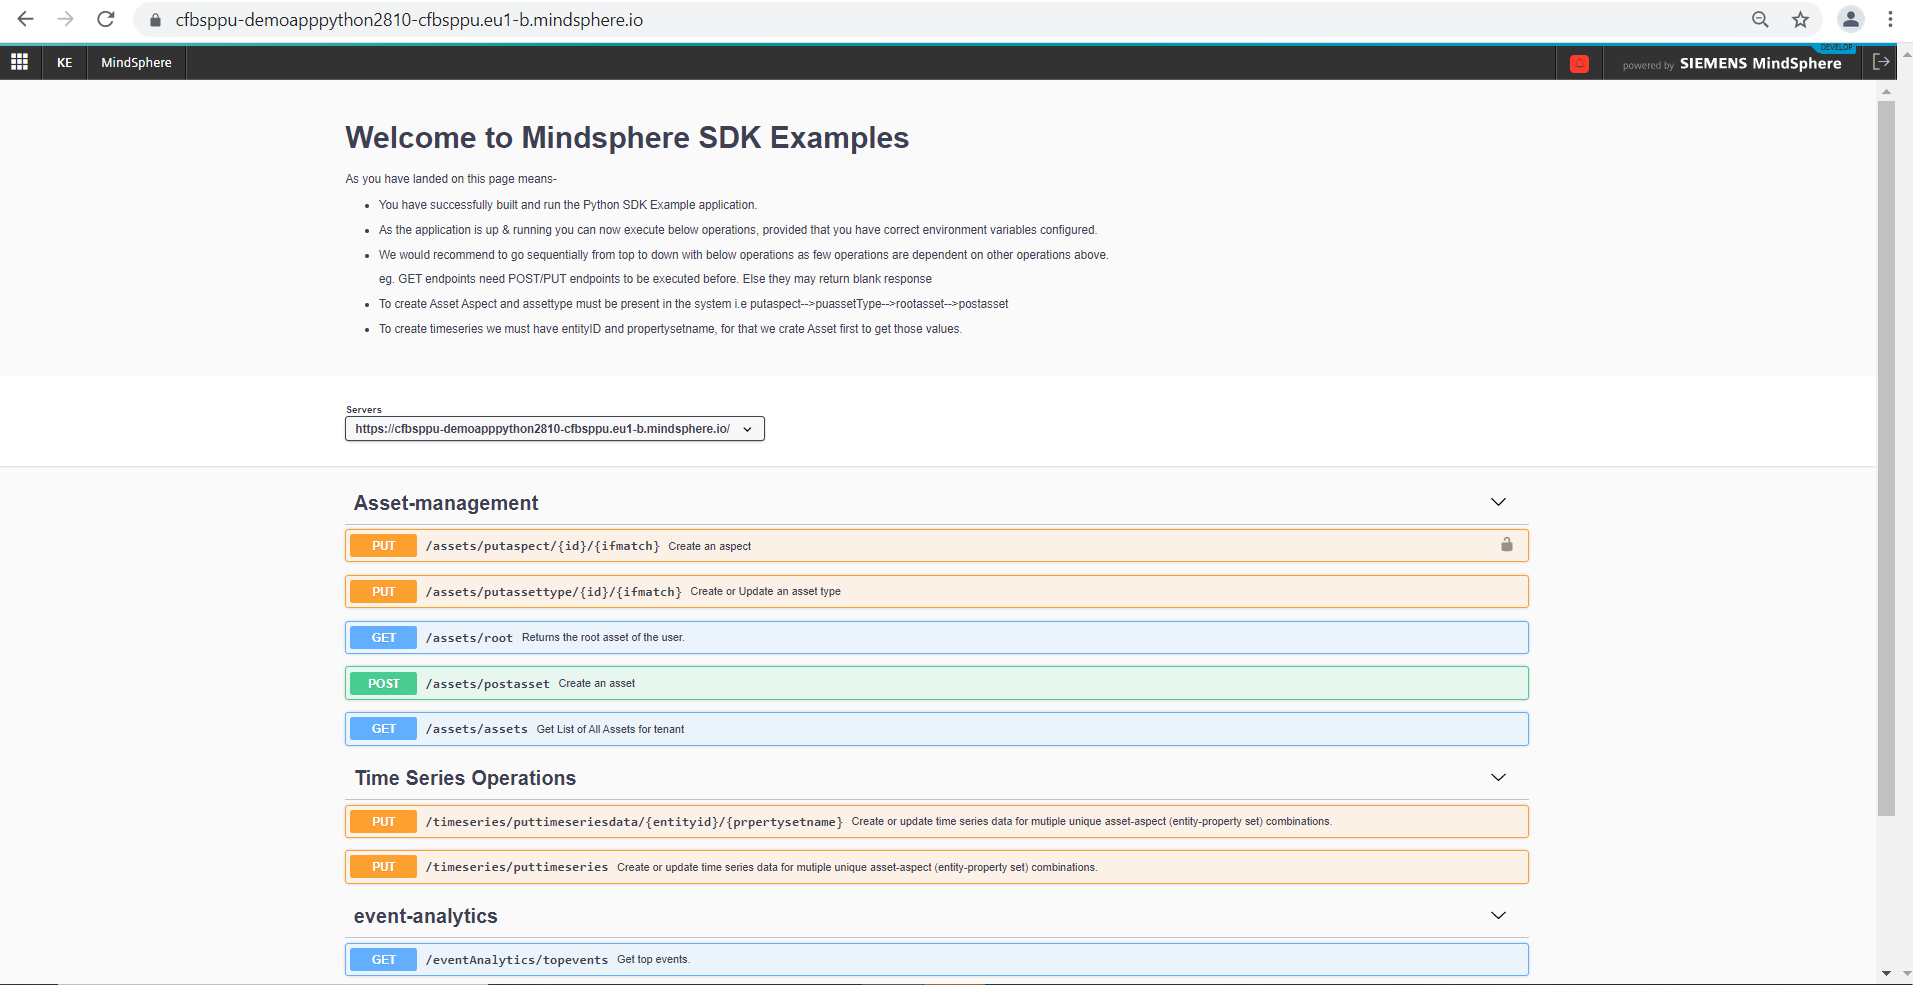 cfbsppu-demoapppython2810-cfbsppu.eu1-b.mindsphere.io
DEVELOP
KE MindSphere powered by SIEMENS MindSphere
Welcome to Mindsphere SDK Examples
As you have landed on this page means-
You have successfully built and run the Python SDK Example application.
As the application is up & running you can now execute below operations, provided that you have correct environment variables configured.
We would recommend to go sequentially from top to down with below operations as few operations are dependent on other operations above.
eg. GET endpoints need POST/PUT endpoints to be executed before. Else they may return blank response
To create Asset Aspect and assettype must be present in the system i.e putaspect-->puassetType-->rootasset-->postasset
To create timeseries we must have entityID and propertysetname, for that we crate Asset first to get those values.
Servers
https://cfbsppu-demoapppython2810-cfbsppu.eu1-b.mindsphere.io/
Asset-management
PUT /assets/putaspect/{id}/{ifmatch} Create an aspect
PUT /assets/putassettype/{id}/{ifmatch} Create or Update an asset type
GET /assets/root Returns the root asset of the user.
POST /assets/postasset Create an asset
GET /assets/assets Get List of All Assets for tenant
Time Series Operations
PUT /timeseries/puttimeseriesdata/{entityid}/{prpertysetname} Create or update time series data for mutiple unique asset-aspect (entity-property set) combinations.
PUT /timeseries/puttimeseries Create or update time series data for mutiple unique asset-aspect (entity-property set) combinations.
event-analytics
GET /eventAnalytics/topevents Get top events.